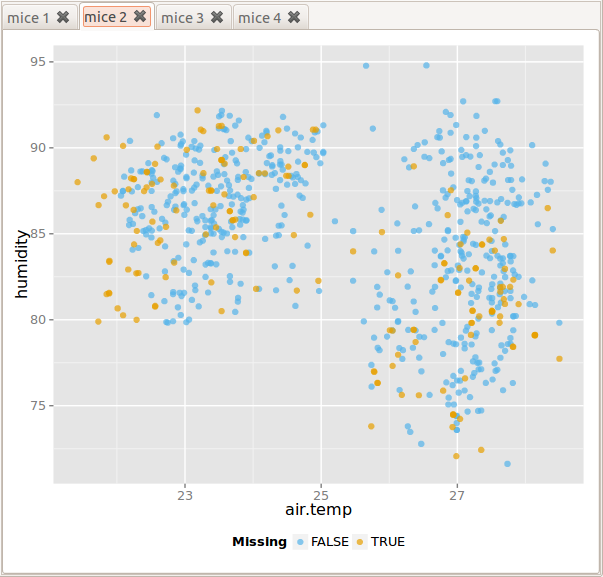 mice 1 ✖ mice 2 ✖ mice 3 ✖ mice 4 ✖
95
90
85
80
75
humidity
23 25 27
air.temp
Missing FALSE TRUE